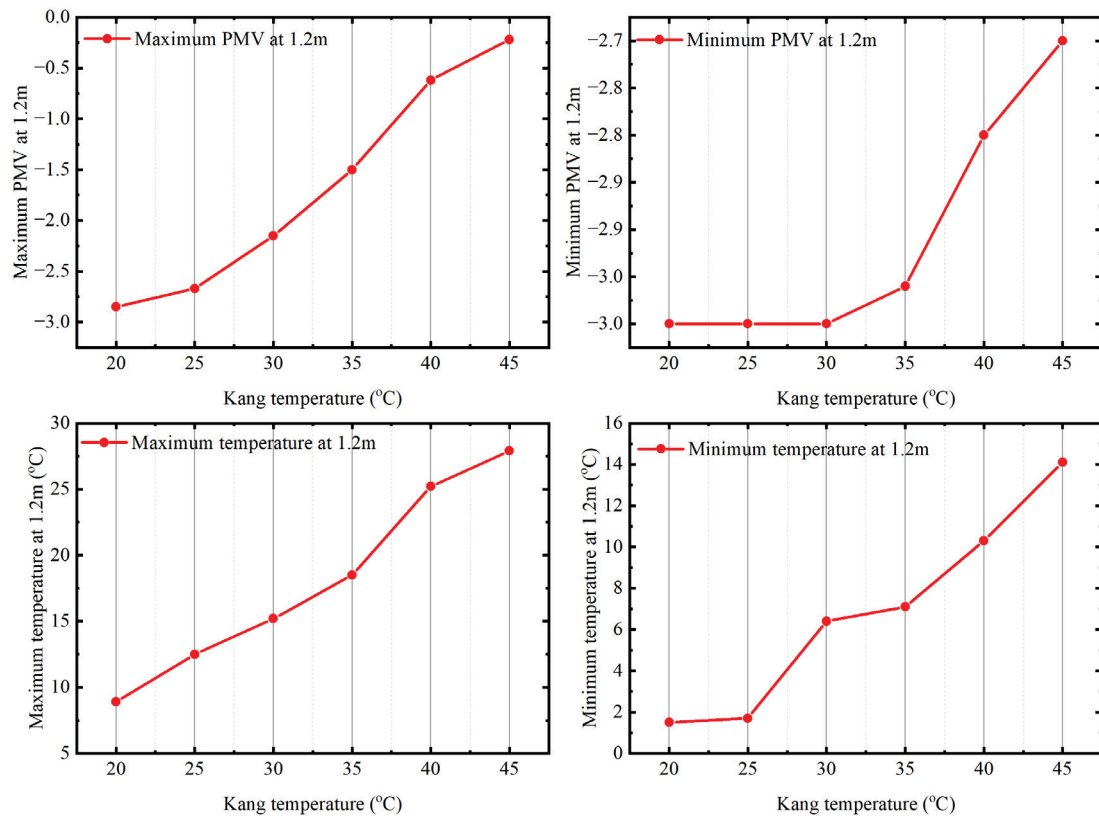 Maximum PMV at 1.2m
0.0
−0.5
−1.0
−1.5
−2.0
−2.5
−3.0
Maximum PMV at 1.2m
20 25 30 35 40 45
Kang temperature (°C)
Minimum PMV at 1.2m
−2.7
−2.8
−2.8
−2.9
−2.9
−3.0
−3.0
Minimum PMV at 1.2m
20 25 30 35 40 45
Kang temperature (°C)
Maximum temperature at 1.2m
30
25
20
15
10
5
Maximum temperature at 1.2m (°C)
20 25 30 35 40 45
Kang temperature (°C)
Minimum temperature at 1.2m
16
14
12
10
8
6
4
2
0
Minimum temperature at 1.2m (°C)
20 25 30 35 40 45
Kang temperature (°C)